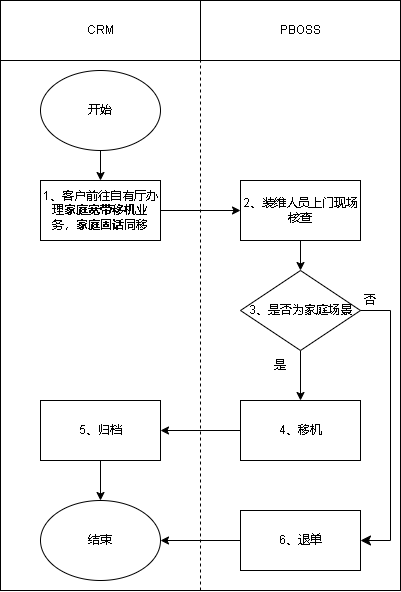 CRM
PBOSS
开始
1、客户前往自有厅办
理家庭宽带移机业
务，家庭固话同移
2、装维人员上门现场
核查
3、是否为家庭场景
否
是
5、归档
4、移机
结束
6、退单